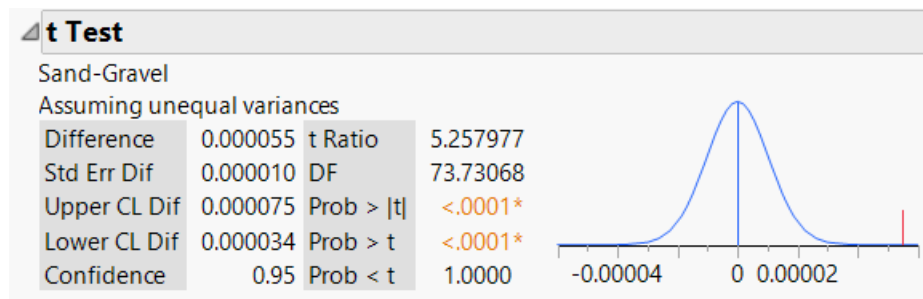 t Test
Sand-Gravel
Assuming unequal variances
Difference 0.000055 t Ratio 5.257977
Std Err Dif 0.000010 DF 73.73068
Upper CL Dif 0.000075 Prob > |t| <.0001*
Lower CL Dif 0.000034 Prob > t <.0001*
Confidence 0.95 Prob < t 1.0000
-0.00004 0 0.00002